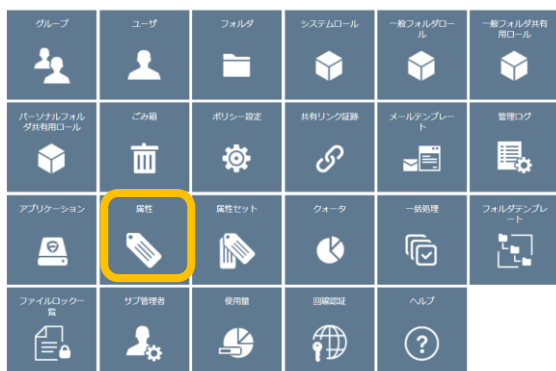 グループ
ユーザ
フォルダ
システムロール
一般フォルダロー
ル
一般フォルダ共有
用ロール
パーソナルフォル
ダ共有用ロール
ごみ箱
ポリシー設定
共有リンク証跡
メールテンプレー
ト
管理ログ
アプリケーション
属性
属性セット
クォータ
一括処理
フォルダテンプレ
ート
ファイルロック一
覧
サブ管理者
使用量
回線認証
ヘルプ